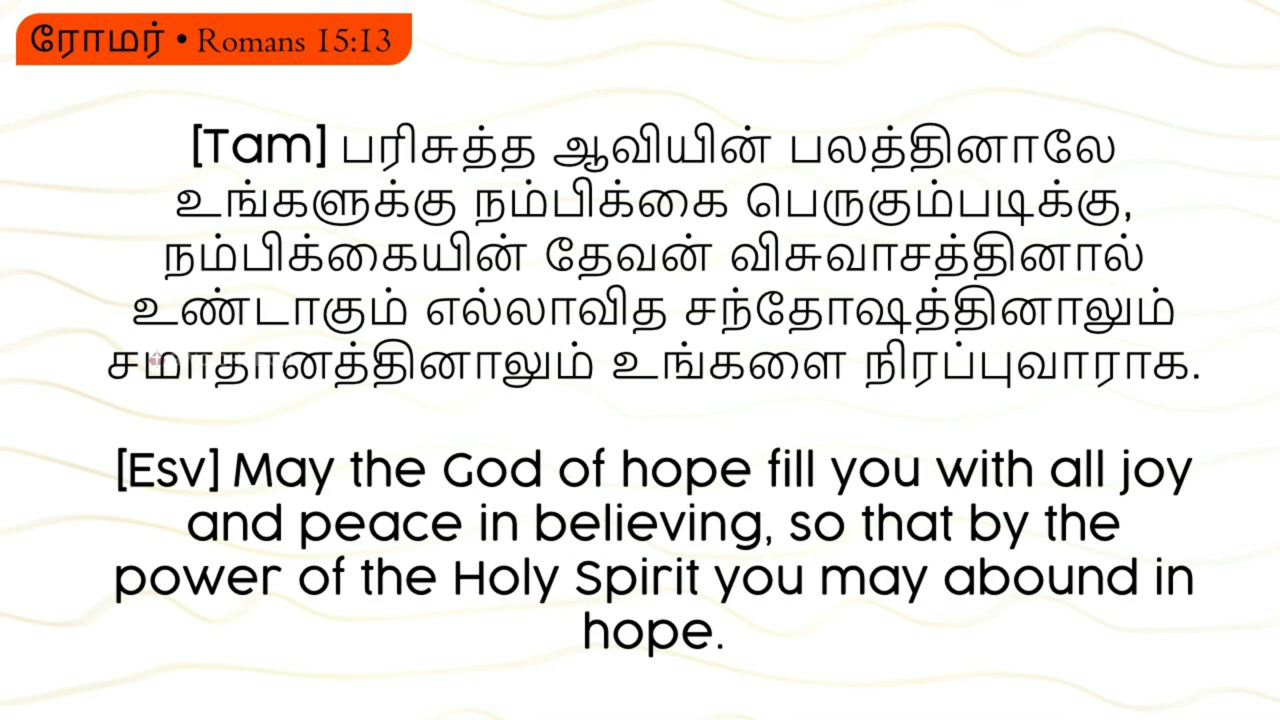 ரோமர் • Romans 15:13
[Tam] பரிசுத்த ஆவியின் பலத்தினாலே
உங்களுக்கு நம்பிக்கை பெருகும்படிக்கு,
நம்பிக்கையின் தேவன் விசுவாசத்தினால்
உண்டாகும் எல்லாவித சந்தோஷத்தினாலும்
சமாதானத்தினாலும் உங்களை நிரப்புவாராக.
[Esv] May the God of hope fill you with all joy
and peace in believing, so that by the
power of the Holy Spirit you may abound in
hope.